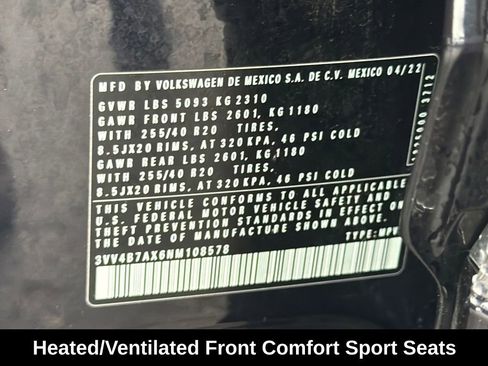 MFD BY VOLKSWAGEN DE MEXICO S.A. DE C.V. MEXICO 04/22
GVWR LBS 5093 KG 2310
GAWR FRONT LBS 2601, KG 1180
WITH 255/40 R20 TIRES,
8.5JX20 RIMS, AT 320 KPA, 46 PSI COLD
GAWR REAR LBS 2601, KG 1180
WITH 255/40 R20 TIRES,
8.5JX20 RIMS, AT 320 KPA, 46 PSI COLD
THIS VEHICLE CONFORMS TO ALL APPLICABLE
U.S. FEDERAL MOTOR VEHICLE SAFETY AND
THEFT PREVENTION STANDARDS IN EFFECT ON
THE DATE OF MANUFACTURE SHOWN ABOVE.
3VV4B7AX6NM108578 TYPE: MPV
3712
Heated/Ventilated Front Comfort Sport Seats